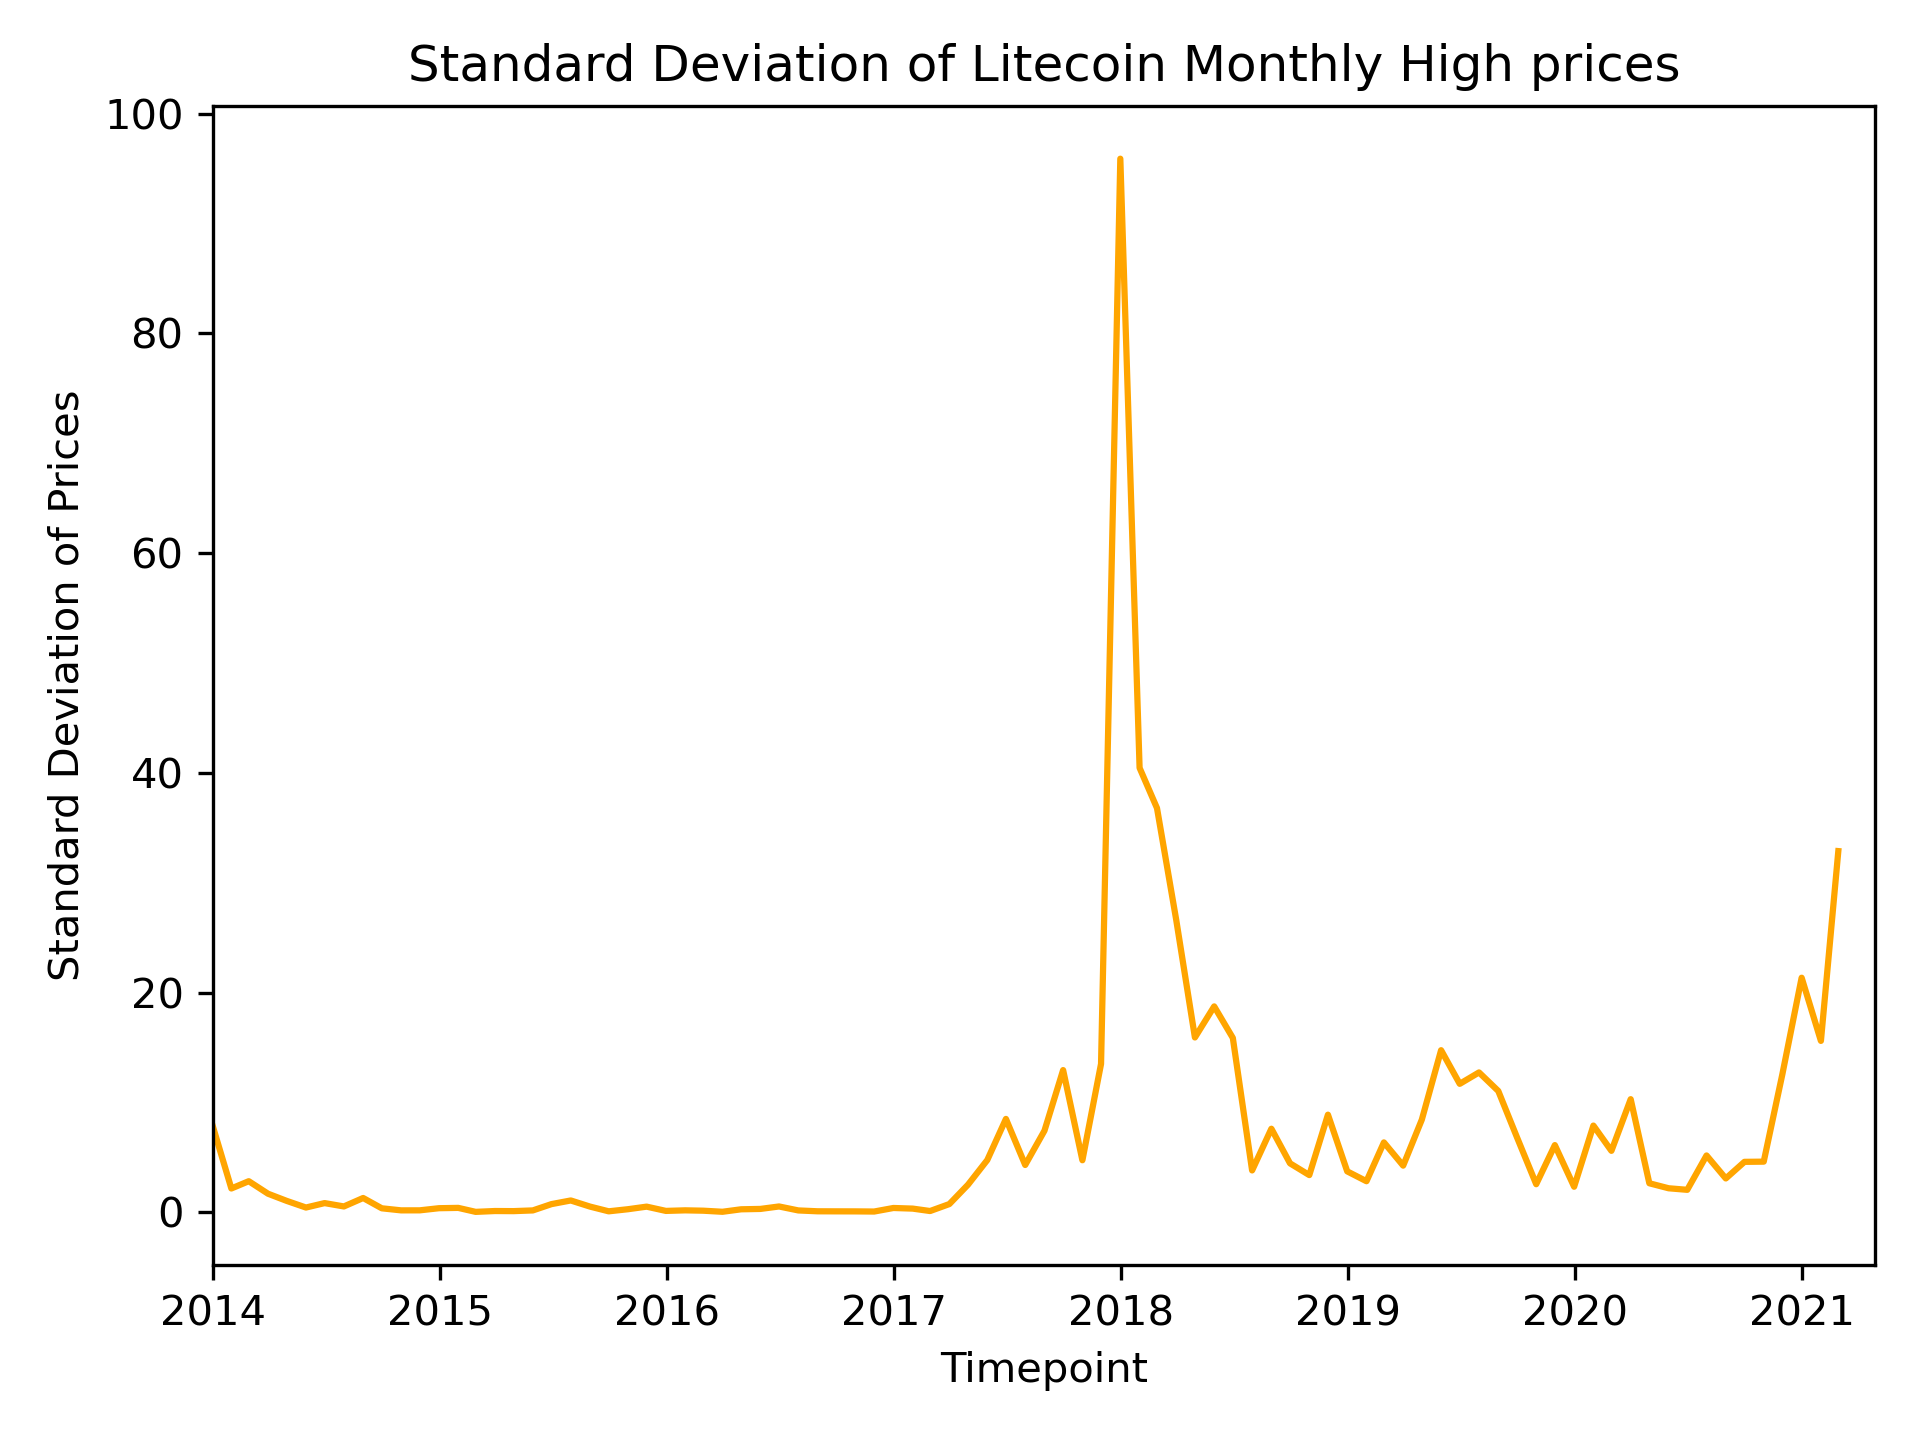 Standard Deviation of Litecoin Monthly High prices
Standard Deviation of Prices
100
80
60
40
20
0
2014 2015 2016 2017 2018 2019 2020 2021
Timepoint